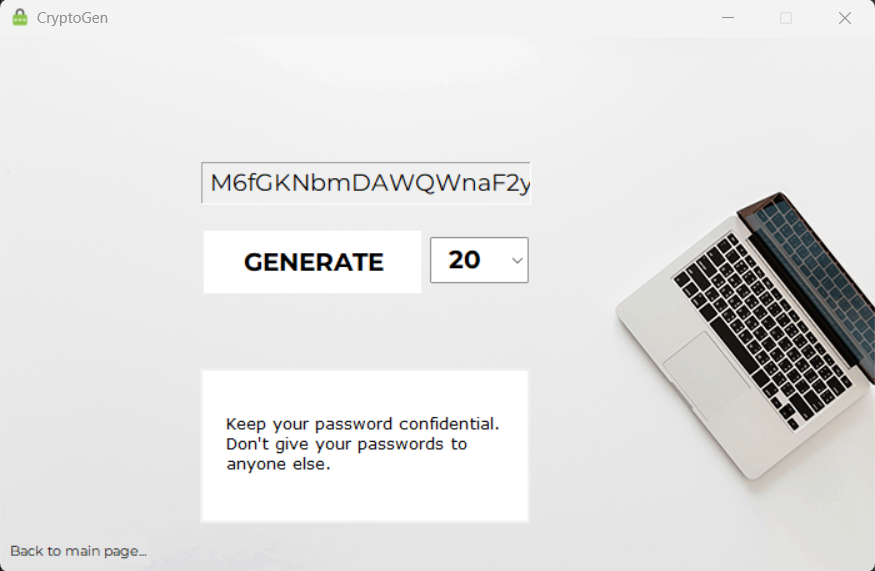 CryptoGen
M6fGKNbmDAWQWnaF2y
GENERATE
20
Keep your password confidential.
Don't give your passwords to
anyone else.
Back to main page...